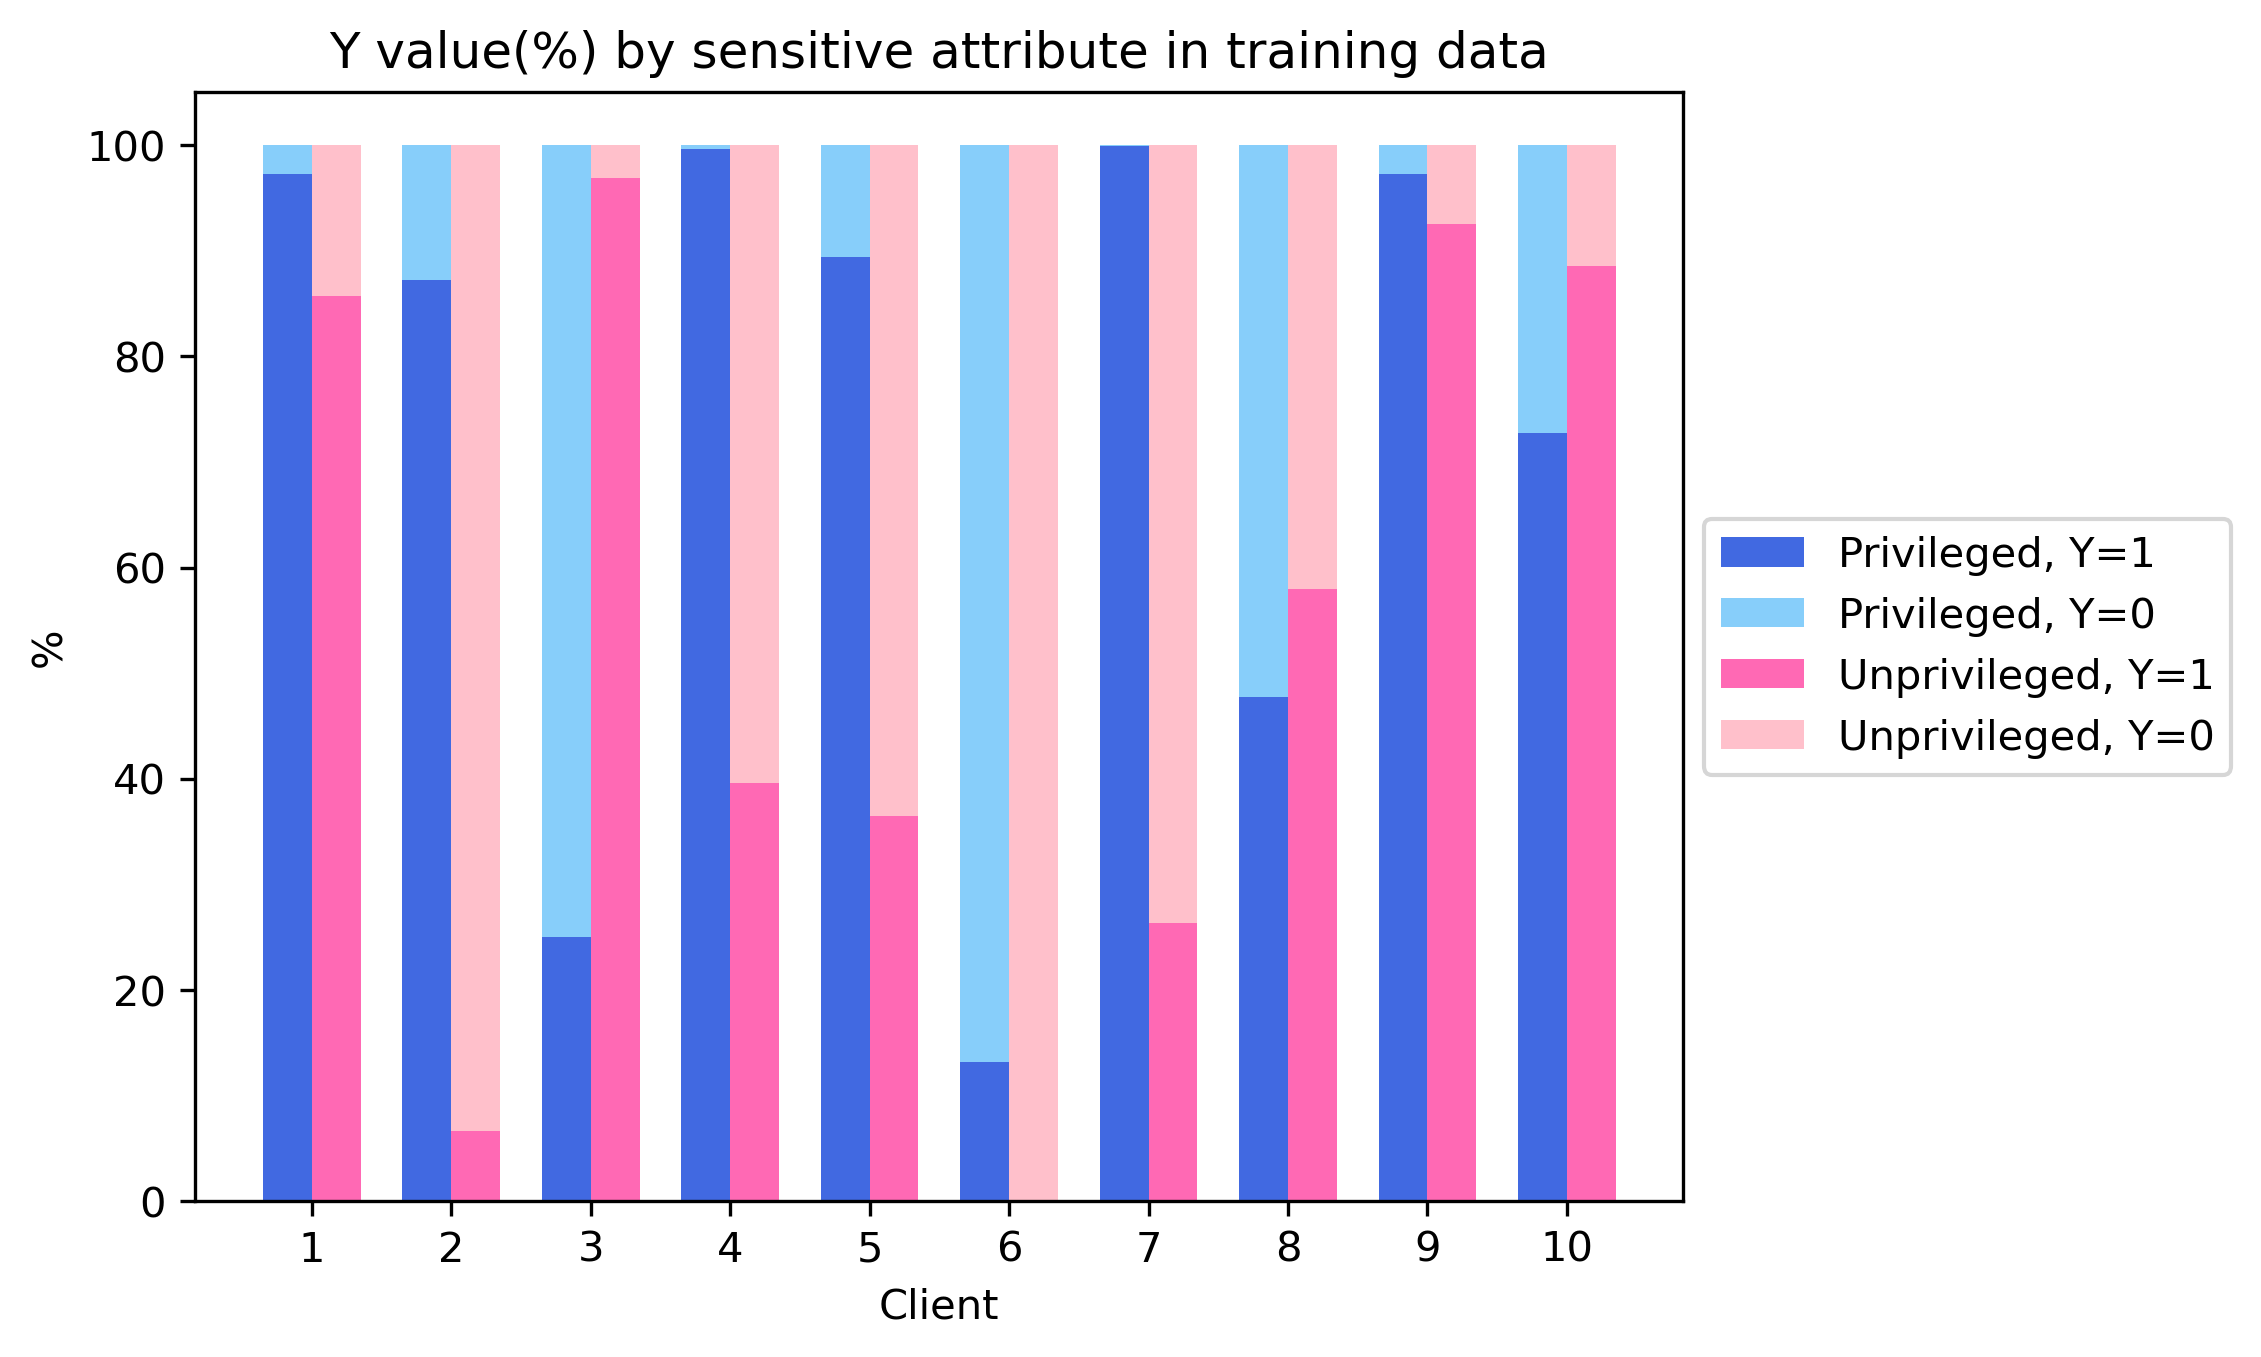 Y value(%) by sensitive attribute in training data
100
80
60
40
20
0
%
1 2 3 4 5 6 7 8 9 10
Client
Privileged, Y=1
Privileged, Y=0
Unprivileged, Y=1
Unprivileged, Y=0